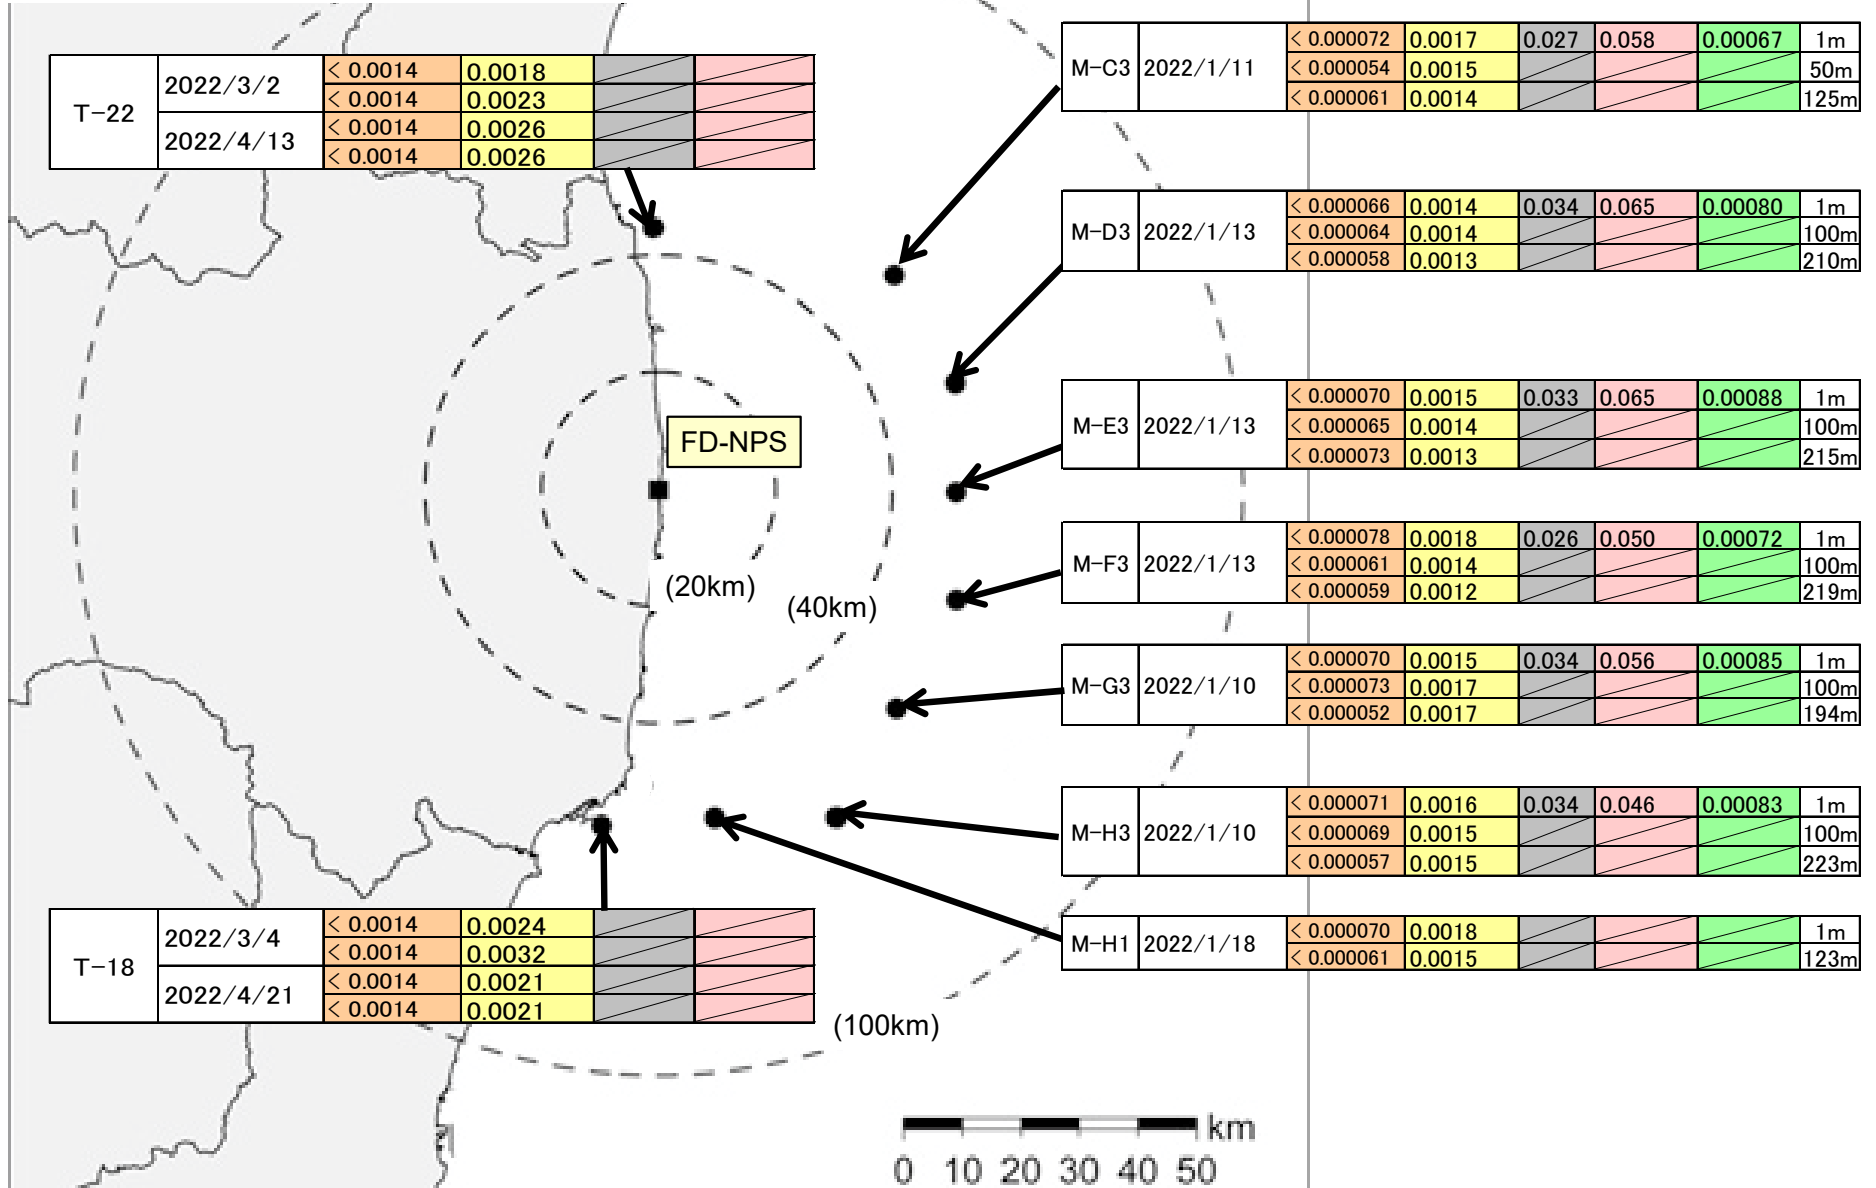 T-22
2022/3/2
< 0.0014 0.0018
< 0.0014 0.0023
2022/4/13
< 0.0014 0.0026
< 0.0014 0.0026
M-C3 2022/1/11
< 0.000072 0.0017 0.027 0.058 0.00067 1m
< 0.000054 0.0015 50m
< 0.000061 0.0014 125m
M-D3 2022/1/13
< 0.000066 0.0014 0.034 0.065 0.00080 1m
< 0.000064 0.0014 100m
< 0.000058 0.0013 210m
M-E3 2022/1/13
< 0.000070 0.0015 0.033 0.065 0.00088 1m
< 0.000065 0.0014 100m
< 0.000073 0.0013 215m
FD-NPS
(20km)
(40km)
M-F3 2022/1/13
< 0.000078 0.0018 0.026 0.050 0.00072 1m
< 0.000061 0.0014 100m
< 0.000059 0.0012 219m
M-G3 2022/1/10
< 0.000070 0.0015 0.034 0.056 0.00085 1m
< 0.000073 0.0017 100m
< 0.000052 0.0017 194m
M-H3 2022/1/10
< 0.000071 0.0016 0.034 0.046 0.00083 1m
< 0.000069 0.0015 100m
< 0.000057 0.0015 223m
M-H1 2022/1/18
< 0.000070 0.0018 1m
< 0.000061 0.0015 123m
T-18
2022/3/4
< 0.0014 0.0024
< 0.0014 0.0032
2022/4/21
< 0.0014 0.0021
< 0.0014 0.0021
(100km)
km
0 10 20 30 40 50